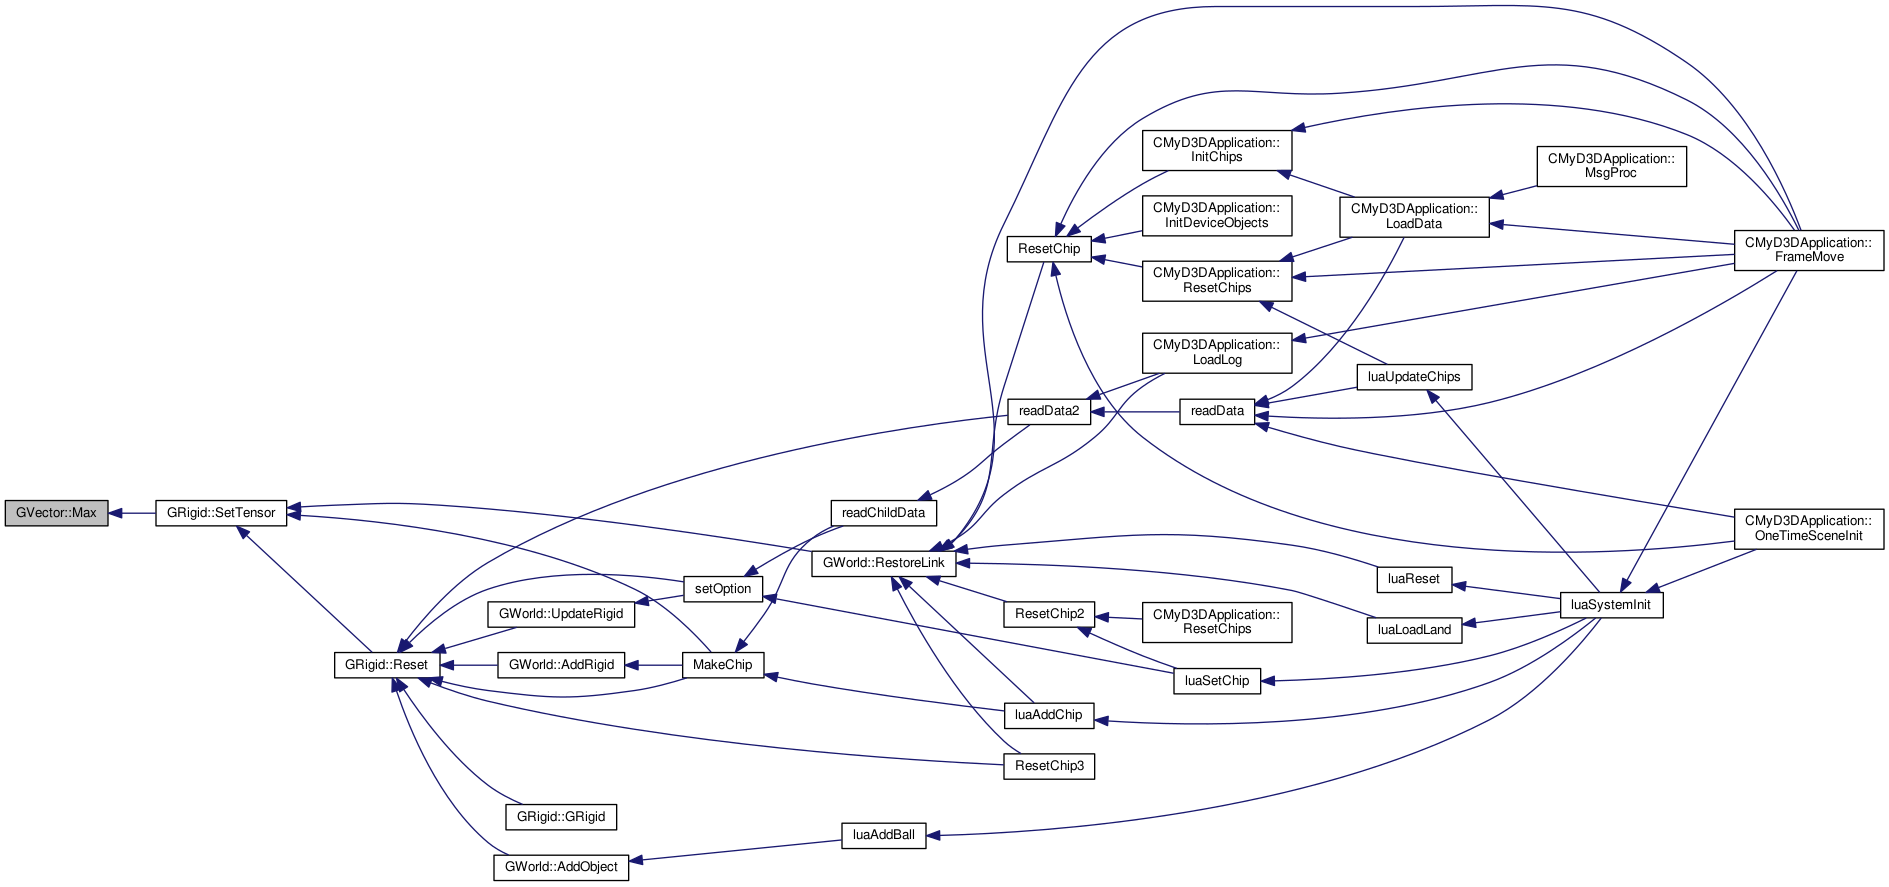 GVector::Max
GRigid::SetTensor
GRigid::Reset
GWorld::UpdateRigid
GWorld::AddRigid
GRigid::GRigid
GWorld::AddObject
setOption
MakeChip
readChildData
GWorld::RestoreLink
luaAddBall
ResetChip
readData2
ResetChip2
luaAddChip
ResetChip3
CMyD3DApplication::
InitChips
CMyD3DApplication::
InitDeviceObjects
CMyD3DApplication::
ResetChips
CMyD3DApplication::
LoadLog
readData
CMyD3DApplication::
ResetChips
luaSetChip
CMyD3DApplication::
LoadData
luaUpdateChips
luaReset
luaLoadLand
CMyD3DApplication::
MsgProc
luaSystemInit
CMyD3DApplication::
FrameMove
CMyD3DApplication::
OneTimeSceneInit